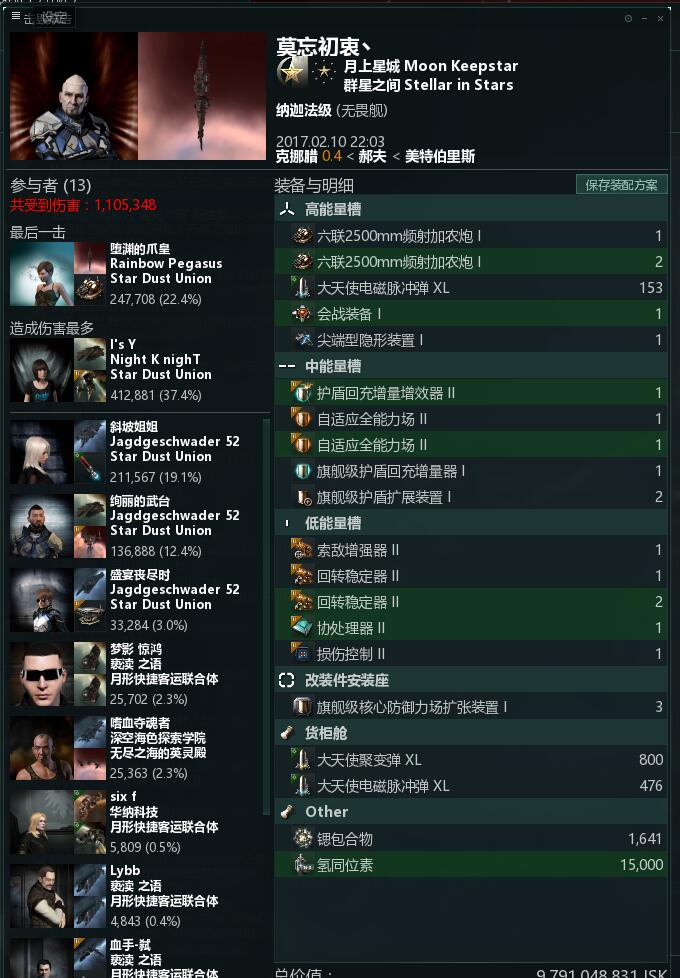 莫忘初衷丶
月上星城 Moon Keepstar
群星之间 Stellar in Stars
纳迦法级 (无畏舰)
2017.02.10 22:03
克挪腊 0.4 < 郝夫 < 美特伯里斯
参与者 (13)
共受到伤害：1,105,348
最后一击
堕渊的爪皇
Rainbow Pegasus
Star Dust Union
247,708 (22.4%)
造成伤害最多
I's Y
Night K nighT
Star Dust Union
412,881 (37.4%)
斜坡姐姐
Jagdgeschwader 52
Star Dust Union
211,567 (19.1%)
绚丽的武台
Jagdgeschwader 52
Star Dust Union
136,888 (12.4%)
盛宴丧尽时
Jagdgeschwader 52
Star Dust Union
33,284 (3.0%)
梦影 惊鸿
亵渎 之语
月形快捷客运联合体
25,702 (2.3%)
嗜血夺魂者
深空海色探索学院
无尽之海的英灵殿
25,363 (2.3%)
six f
华纳科技
月形快捷客运联合体
5,809 (0.5%)
Lybb
亵渎 之语
月形快捷客运联合体
4,843 (0.4%)
血手-弑
亵渎 之语
月形快捷客运联合体
装备与明细
保存装配方案
高能量槽
六联2500mm频射加农炮 I 1
六联2500mm频射加农炮 I 2
大天使电磁脉冲弹 XL 153
会战装备 I 1
尖端型隐形装置 I 1
中能量槽
护盾回充增量增效器 II 1
自适应全能力场 II 1
自适应全能力场 II 1
旗舰级护盾回充增量器 I 1
旗舰级护盾扩展装置 I 2
低能量槽
索敌增强器 II 1
回转稳定器 II 1
回转稳定器 II 2
协处理器 II 1
损伤控制 II 1
改装件安装座
旗舰级核心防御力场扩张装置 I 3
货柜舱
大天使聚变弹 XL 800
大天使电磁脉冲弹 XL 476
Other
锶包合物 1,641
氢同位素 15,000
总价值： 9,791,048,831 ISK